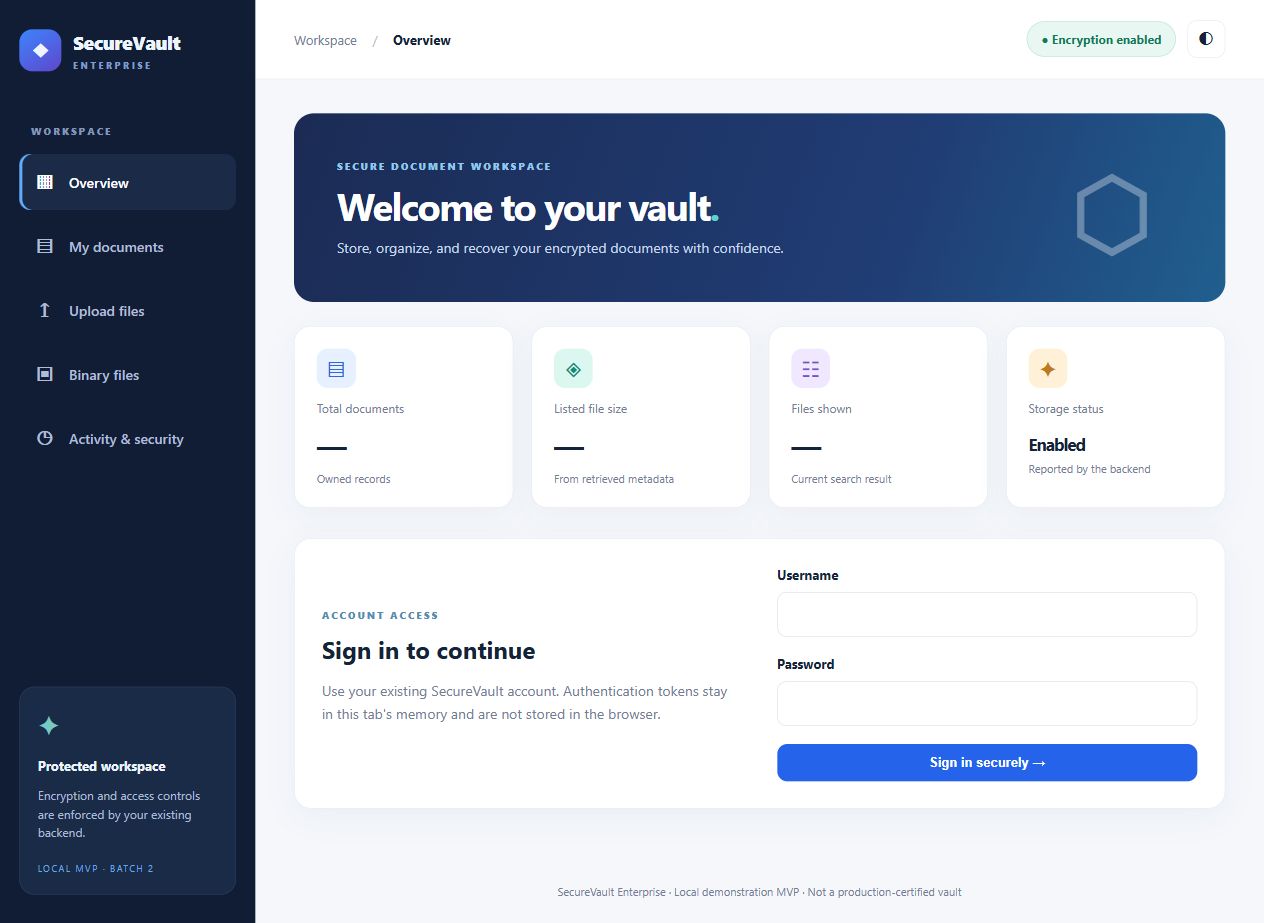 SecureVault
ENTERPRISE
WORKSPACE
Overview
My documents
Upload files
Binary files
Activity & security
Protected workspace
Encryption and access controls
are enforced by your existing
backend.
LOCAL MVP · BATCH 2
Workspace / Overview
● Encryption enabled
SECURE DOCUMENT WORKSPACE
Welcome to your vault.
Store, organize, and recover your encrypted documents with confidence.
Total documents
—
Owned records
Listed file size
—
From retrieved metadata
Files shown
—
Current search result
Storage status
Enabled
Reported by the backend
ACCOUNT ACCESS
Sign in to continue
Use your existing SecureVault account. Authentication tokens stay
in this tab's memory and are not stored in the browser.
Username
Password
Sign in securely →
SecureVault Enterprise · Local demonstration MVP · Not a production-certified vault